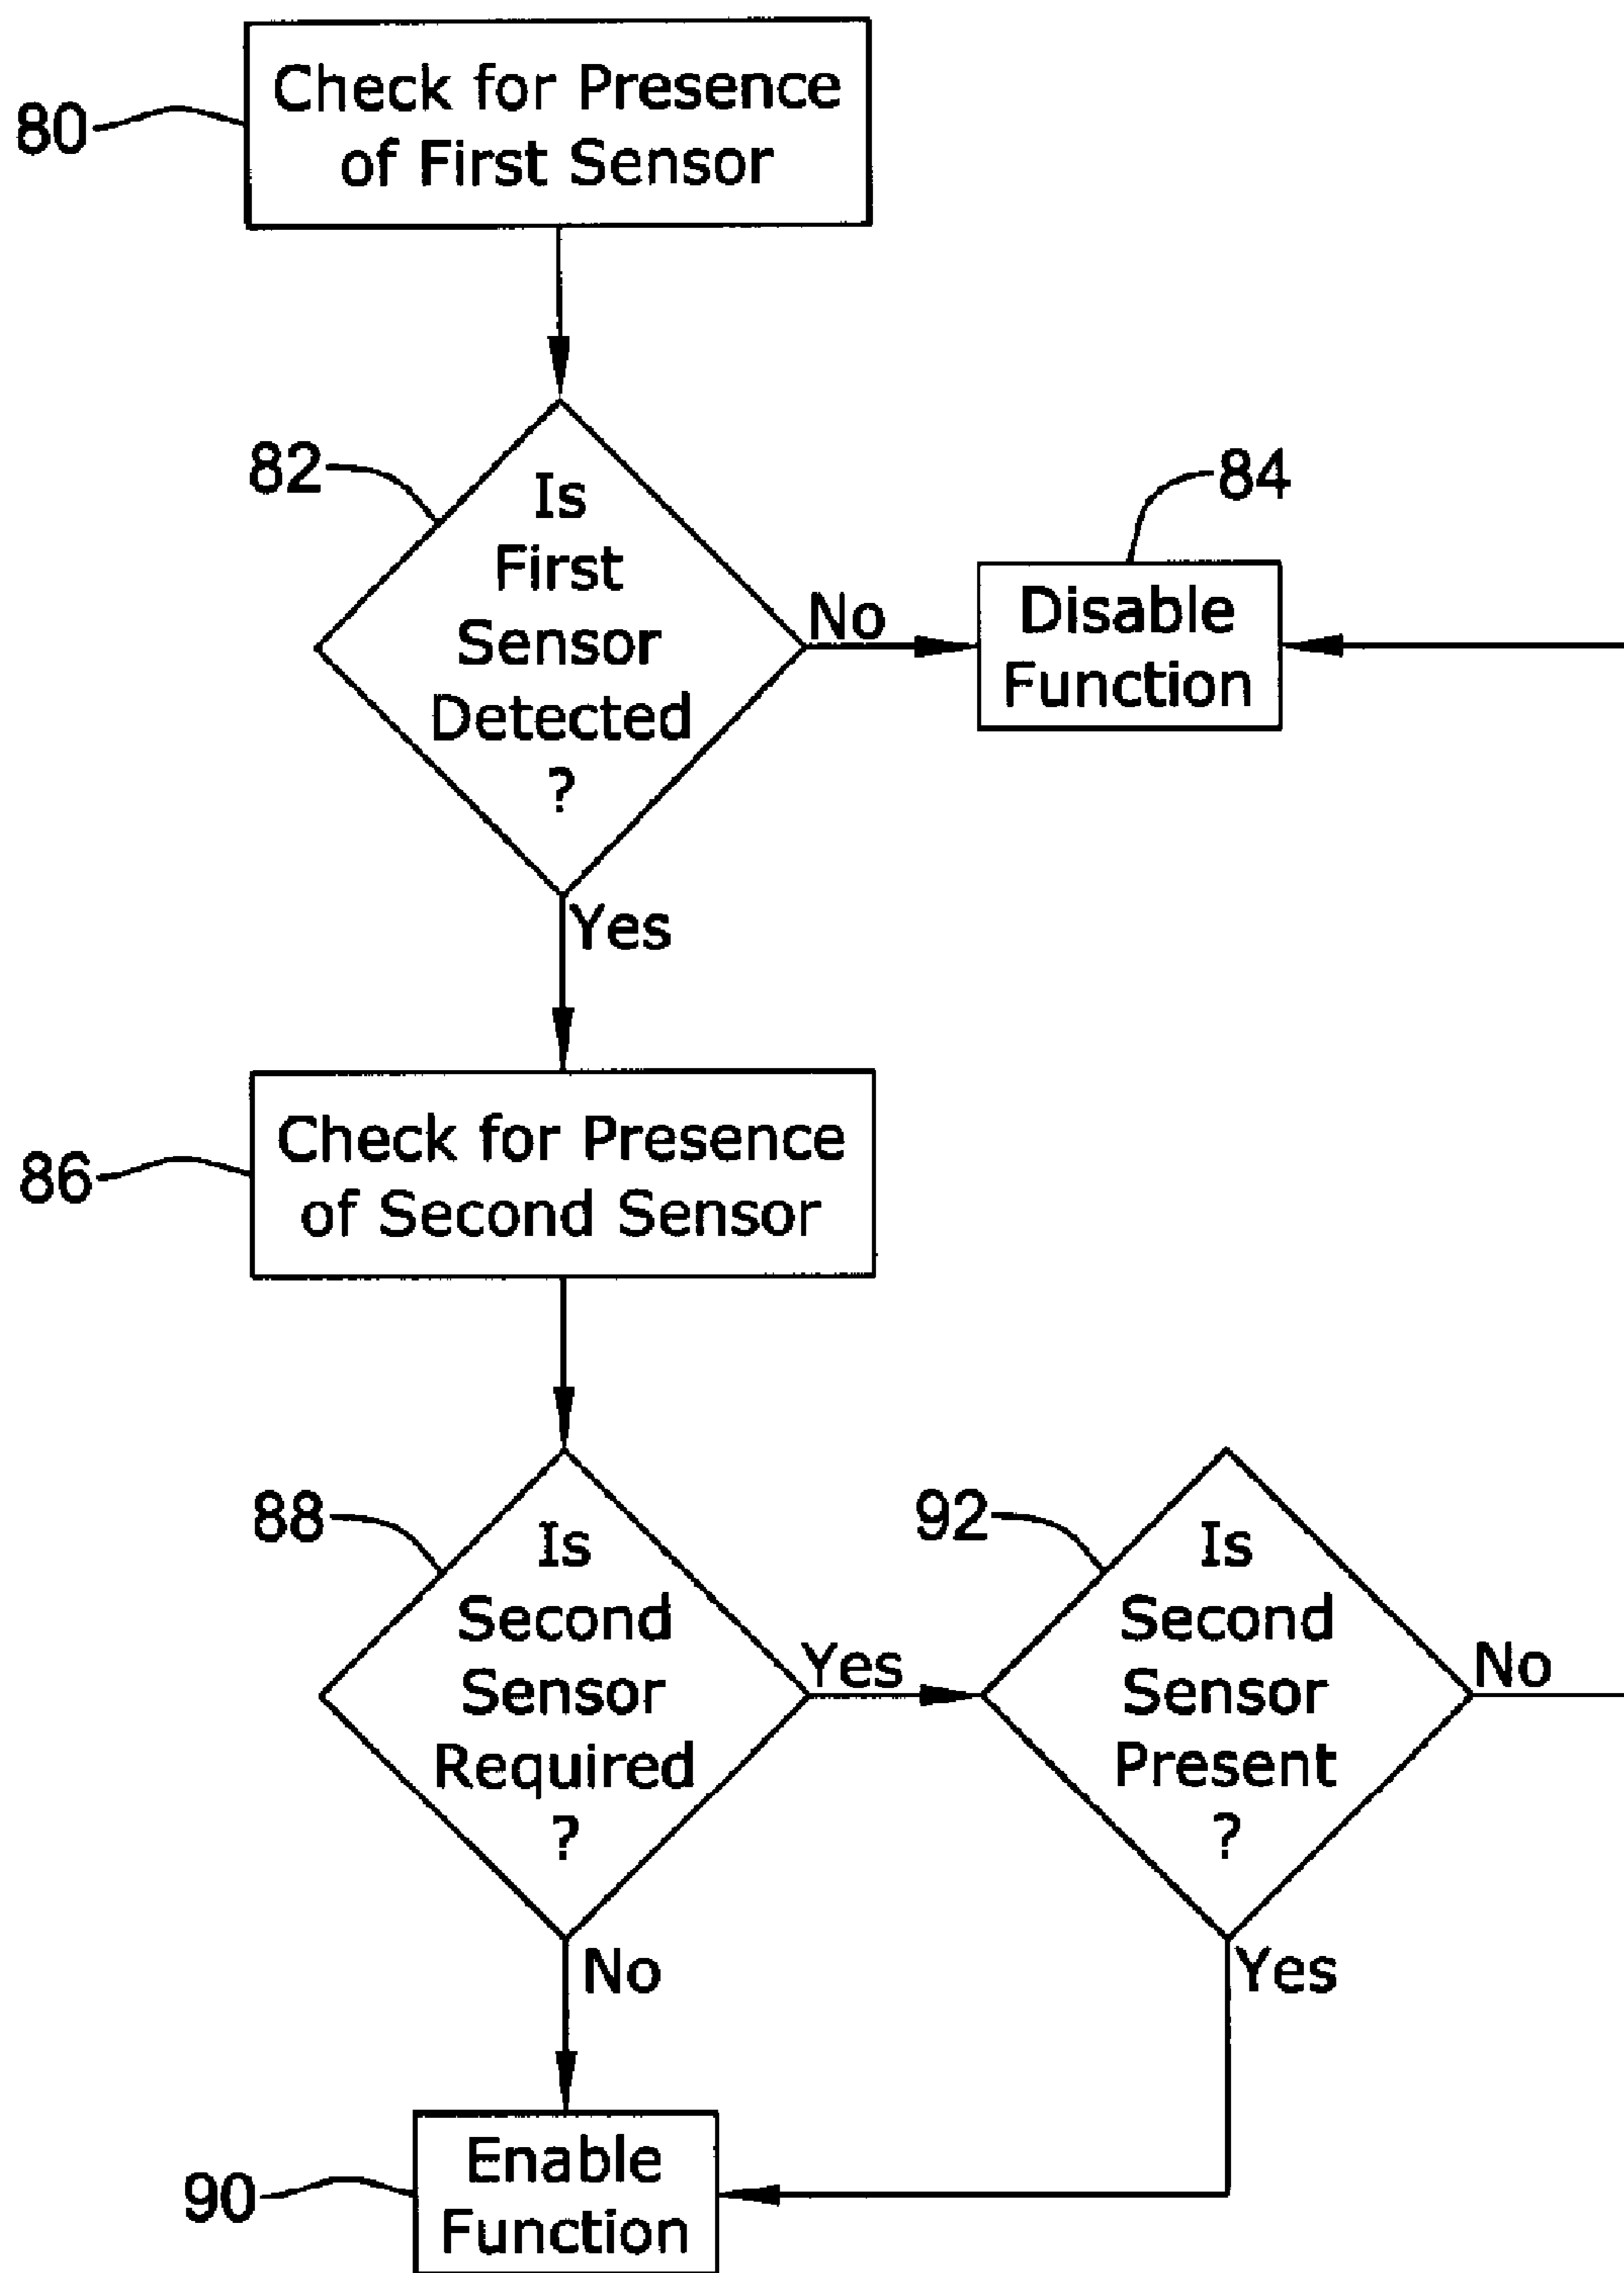 80
Check for Presence
of First Sensor
82
Is
First
Sensor
Detected
?
No
84
Disable
Function
Yes
86
Check for Presence
of Second Sensor
88
Is
Second
Sensor
Required
?
Yes
92
Is
Second
Sensor
Present
?
No
No
Yes
90
Enable
Function